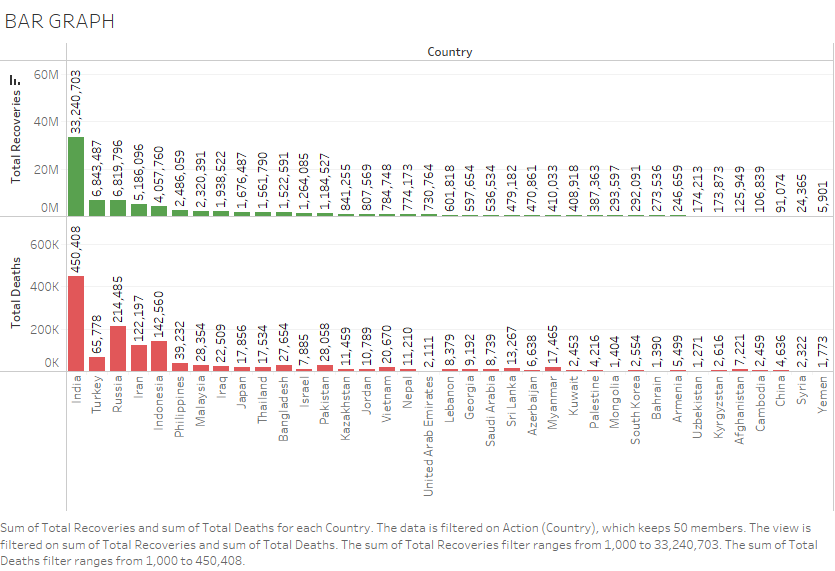 BAR GRAPH
Country
Total Recoveries
60M
40M
20M
0M
33,240,703
6,843,487
6,819,796
5,186,096
4,057,760
2,486,059
2,320,391
1,938,522
1,676,487
1,561,790
1,522,591
1,264,085
1,184,527
841,255
807,569
784,748
774,173
730,764
601,818
597,654
536,534
479,182
470,861
410,033
408,918
387,363
293,597
292,091
273,536
246,659
174,213
173,873
125,949
106,839
91,074
24,365
5,901
Total Deaths
600K
400K
200K
0K
450,408
65,778
214,485
122,197
142,560
39,232
28,354
22,509
17,856
17,534
27,654
7,885
28,058
11,459
10,789
20,670
11,210
2,111
8,379
9,192
8,739
13,267
6,638
17,465
2,453
4,216
1,404
2,554
1,390
5,499
1,271
2,616
7,221
2,459
4,636
2,322
1,773
India
Turkey
Russia
Iran
Indonesia
Philippines
Malaysia
Iraq
Japan
Thailand
Bangladesh
Israel
Pakistan
Kazakhstan
Jordan
Vietnam
Nepal
United Arab Emirates
Lebanon
Georgia
Saudi Arabia
Sri Lanka
Azerbaijan
Myanmar
Kuwait
Palestine
Mongolia
South Korea
Bahrain
Armenia
Uzbekistan
Kyrgyzstan
Afghanistan
Cambodia
China
Syria
Yemen
Sum of Total Recoveries and sum of Total Deaths for each Country. The data is filtered on Action (Country), which keeps 50 members. The view is
filtered on sum of Total Recoveries and sum of Total Deaths. The sum of Total Recoveries filter ranges from 1,000 to 33,240,703. The sum of Total
Deaths filter ranges from 1,000 to 450,408.